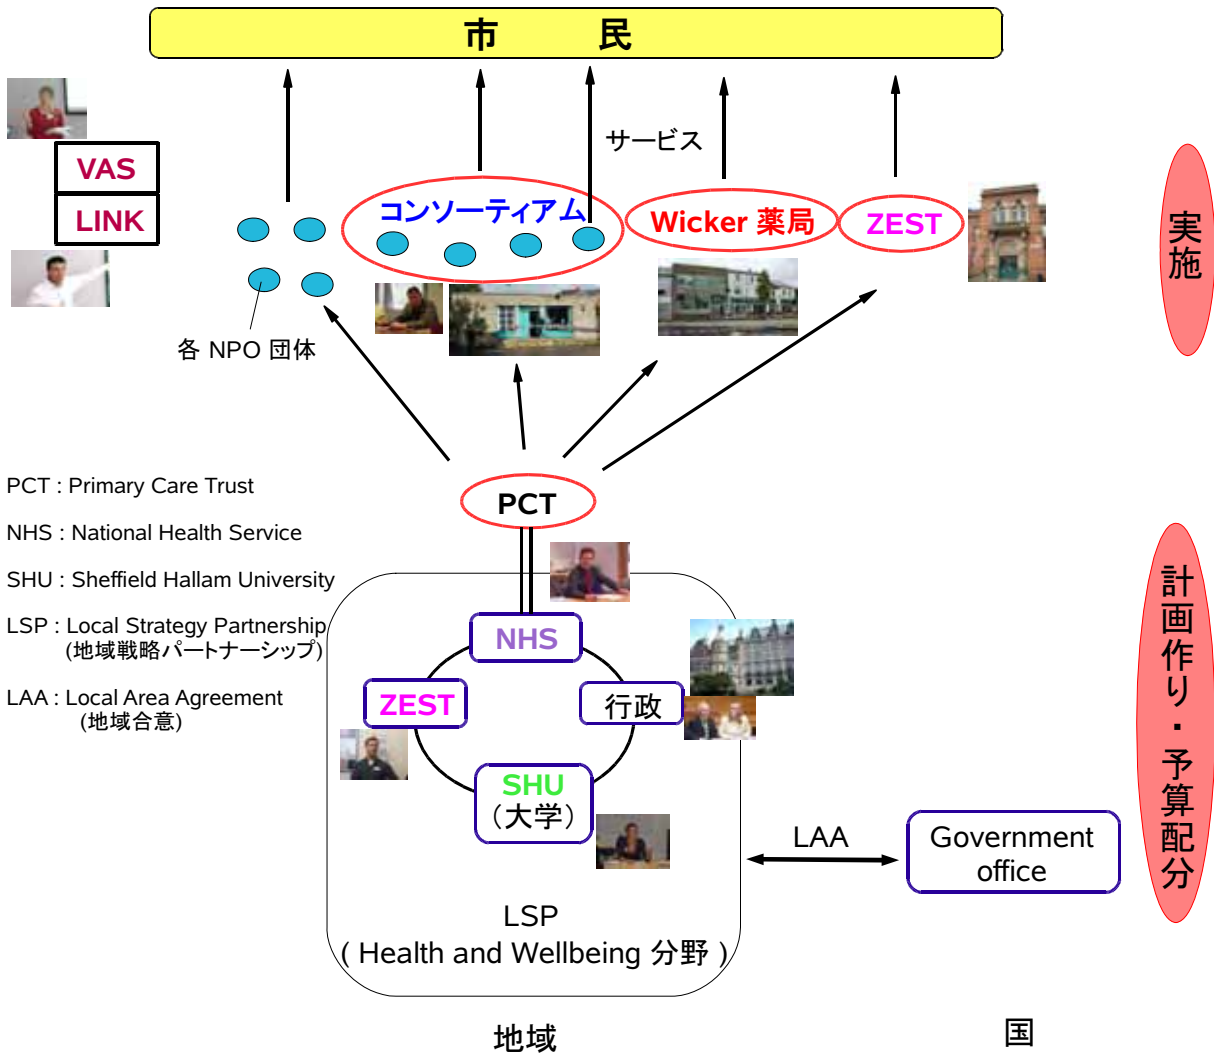 市　民
サービス
VAS
LINK
コンソーティアム
Wicker 薬局
ZEST
実施
各 NPO 団体
PCT
PCT : Primary Care Trust
NHS : National Health Service
SHU : Sheffield Hallam University
LSP : Local Strategy Partnership
(地域戦略パートナーシップ)
LAA : Local Area Agreement
(地域合意)
NHS
ZEST
行政
SHU
（大学）
計画作り・予算配分
LAA
Government
office
LSP
( Health and Wellbeing 分野 )
地域
国